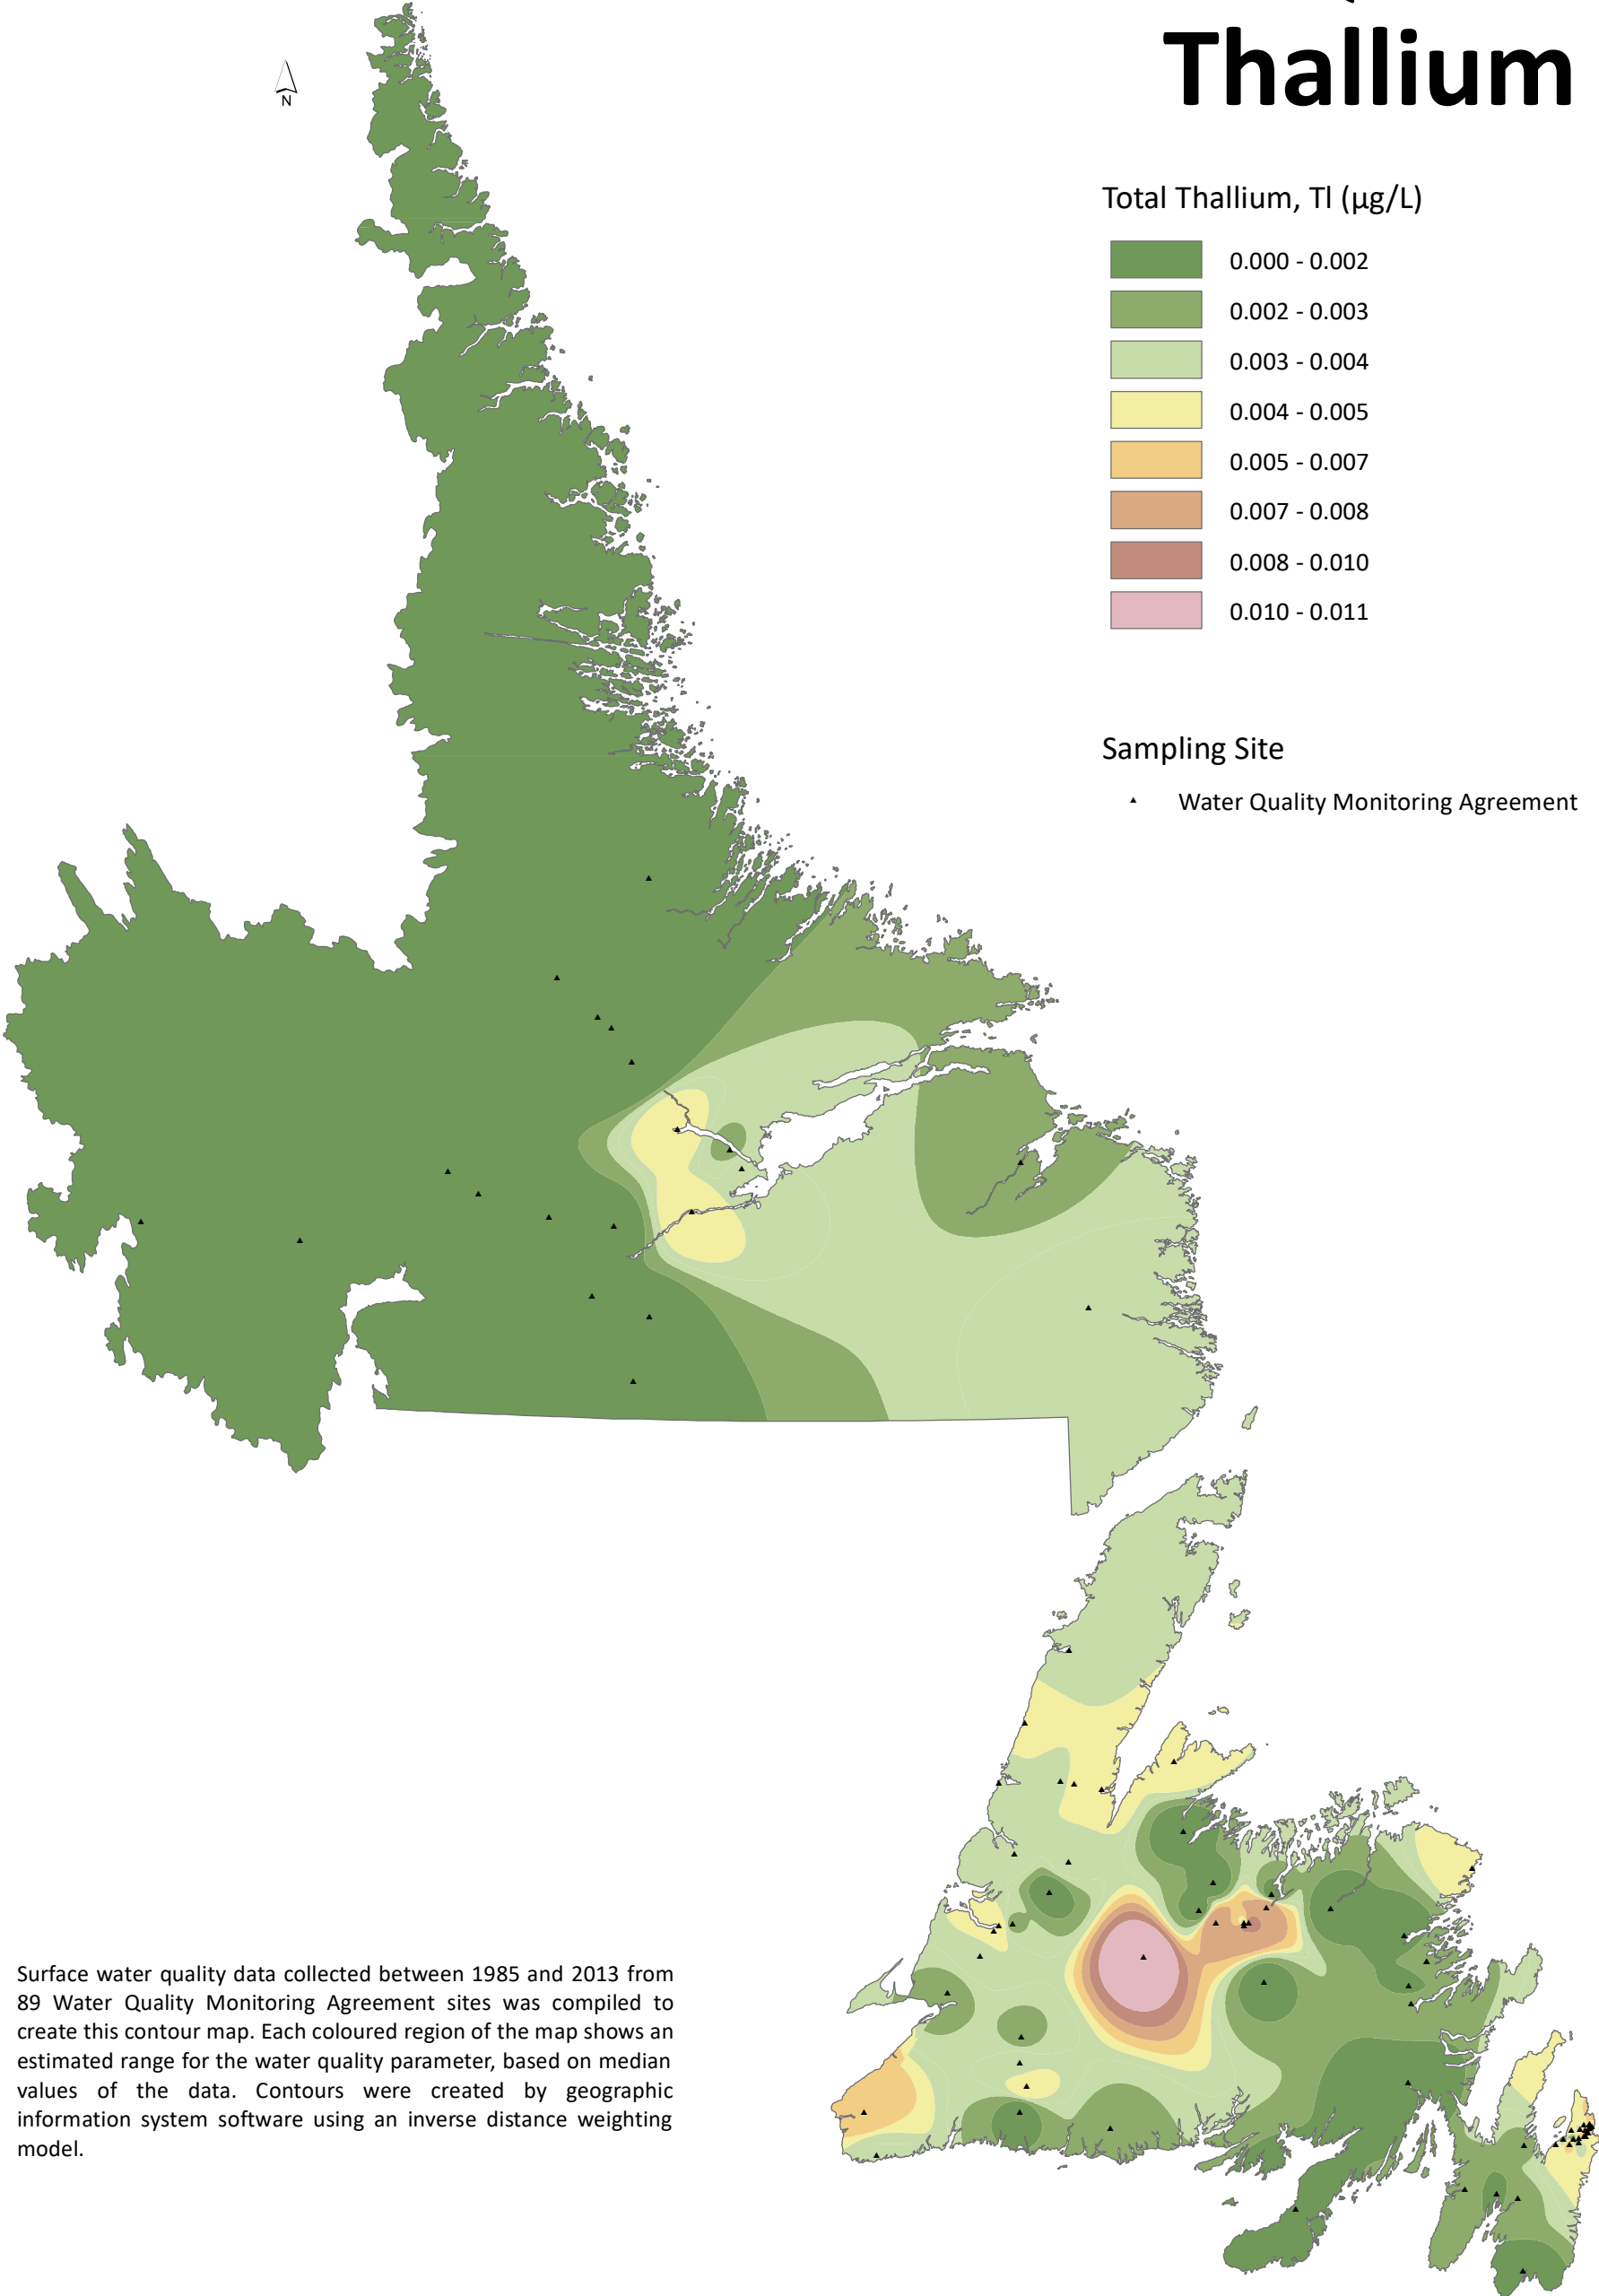 Thallium
N
Total Thallium, Tl (µg/L)
0.000 - 0.002
0.002 - 0.003
0.003 - 0.004
0.004 - 0.005
0.005 - 0.007
0.007 - 0.008
0.008 - 0.010
0.010 - 0.011
Sampling Site
Water Quality Monitoring Agreement
Surface water quality data collected between 1985 and 2013 from
89 Water Quality Monitoring Agreement sites was compiled to
create this contour map. Each coloured region of the map shows an
estimated range for the water quality parameter, based on median
values of the data. Contours were created by geographic
information system software using an inverse distance weighting
model.